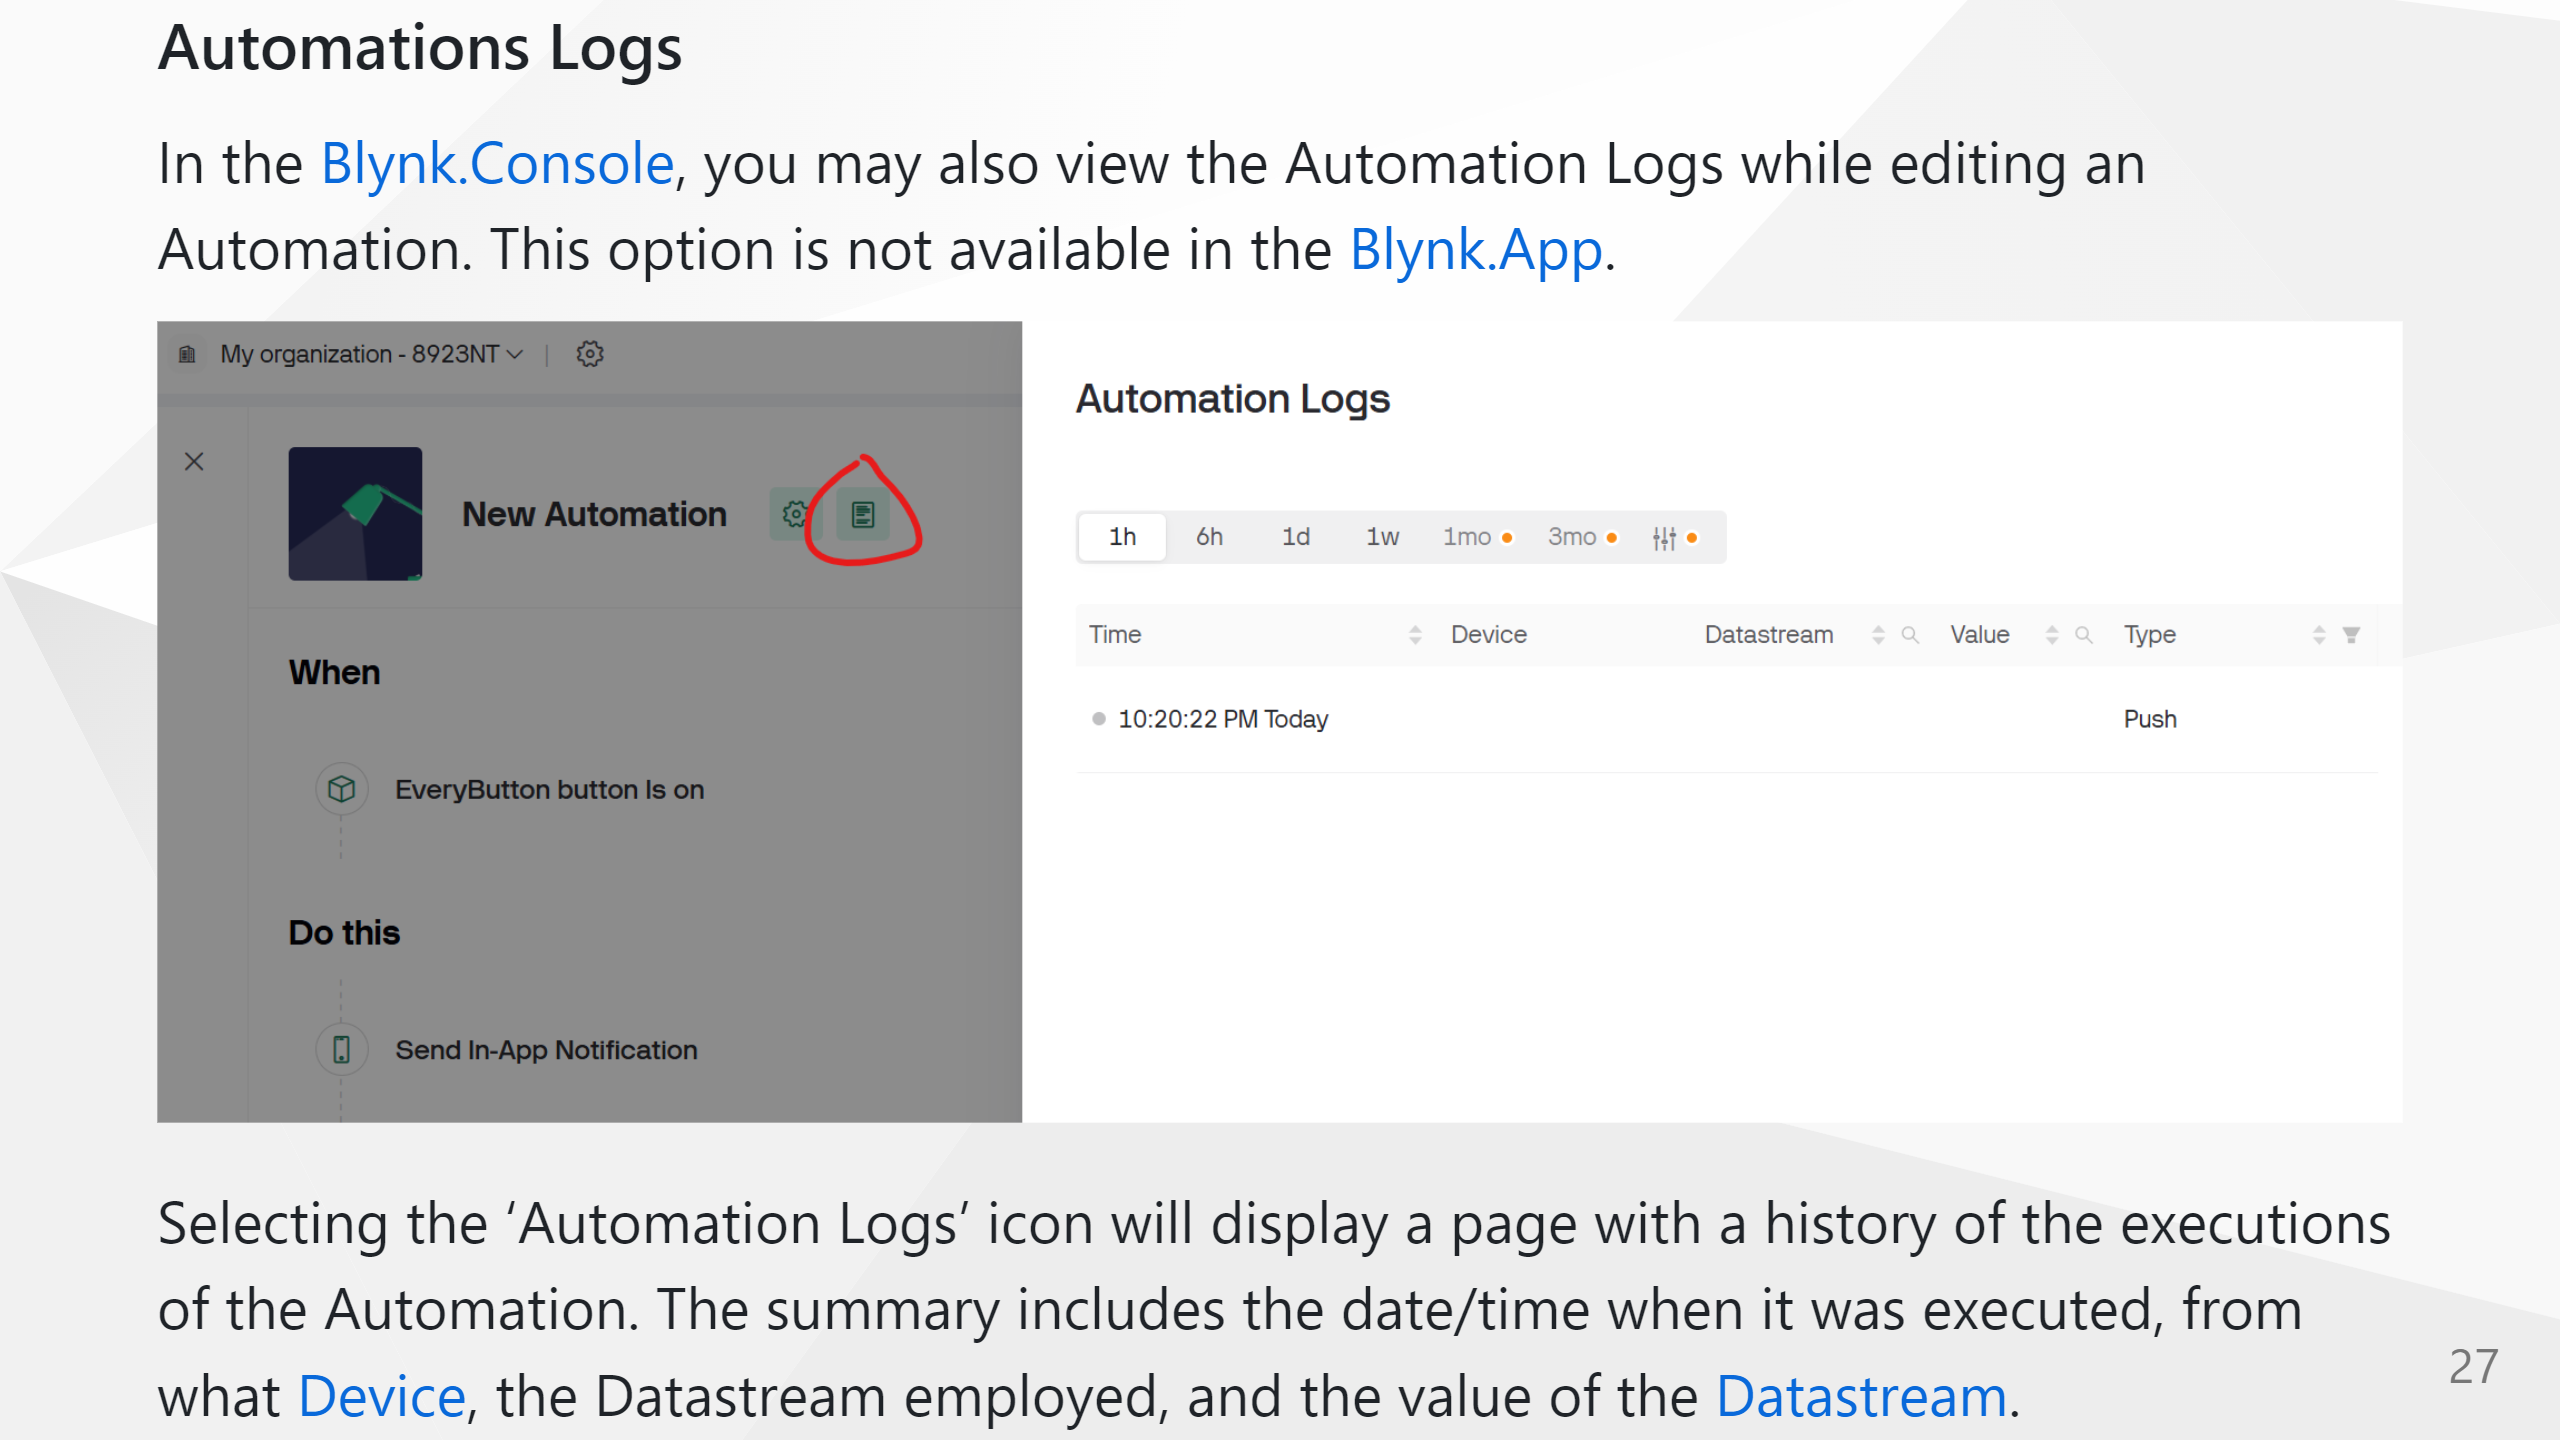 Automations Logs
In the Blynk.Console, you may also view the Automation Logs while editing an
Automation. This option is not available in the Blynk.App.
My organization - 8923NT
New Automation
When
EveryButton button Is on
Do this
Send In-App Notification
Automation Logs
1h 6h 1d 1w 1mo 3mo
Time Device Datastream Value Type
10:20:22 PM Today Push
Selecting the ‘Automation Logs’ icon will display a page with a history of the executions
of the Automation. The summary includes the date/time when it was executed, from
what Device, the Datastream employed, and the value of the Datastream.
27